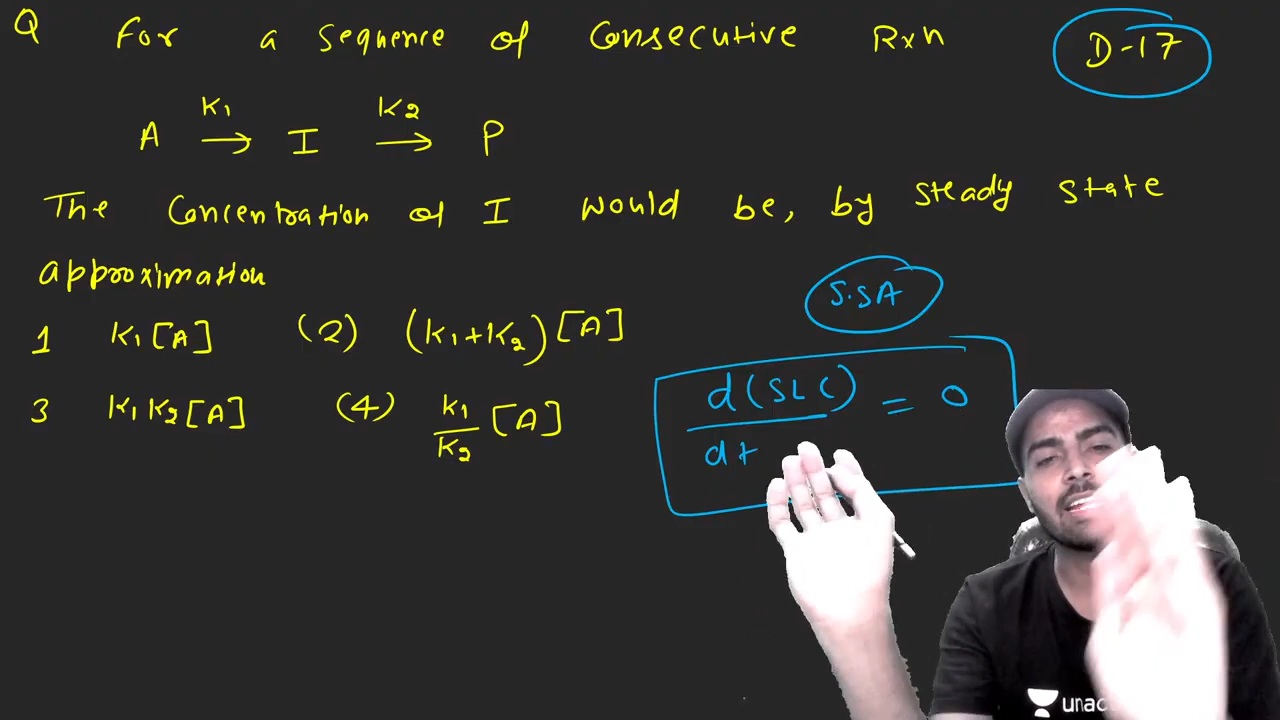 Q For a sequence of Consecutive Rxn
D-17
A K1 → I K2 → P
The Concentration of I would be, by steady state
approximation
1 K1[A] (2) (K1+K2)[A]
3 K1K2[A] (4) K1/K2 [A]
S.SA
d(SLC)/dt = 0